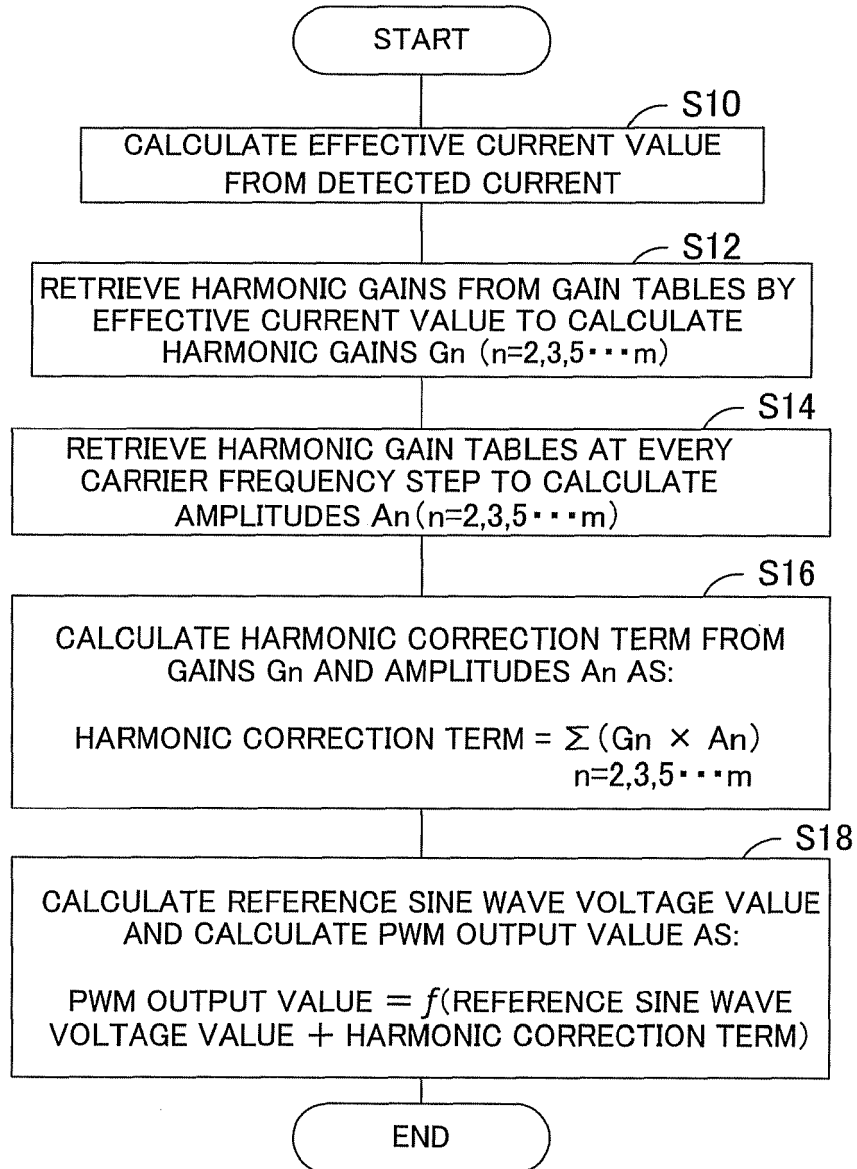 START
S10
CALCULATE EFFECTIVE CURRENT VALUE
FROM DETECTED CURRENT
S12
RETRIEVE HARMONIC GAINS FROM GAIN TABLES BY
EFFECTIVE CURRENT VALUE TO CALCULATE
HARMONIC GAINS Gn (n=2,3,5･･･m)
S14
RETRIEVE HARMONIC GAIN TABLES AT EVERY
CARRIER FREQUENCY STEP TO CALCULATE
AMPLITUDES An(n=2,3,5･･･m)
S16
CALCULATE HARMONIC CORRECTION TERM FROM
GAINS Gn AND AMPLITUDES An AS:
HARMONIC CORRECTION TERM = Σ(Gn × An)
n=2,3,5･･･m
S18
CALCULATE REFERENCE SINE WAVE VOLTAGE VALUE
AND CALCULATE PWM OUTPUT VALUE AS:
PWM OUTPUT VALUE = f(REFERENCE SINE WAVE
VOLTAGE VALUE + HARMONIC CORRECTION TERM)
END